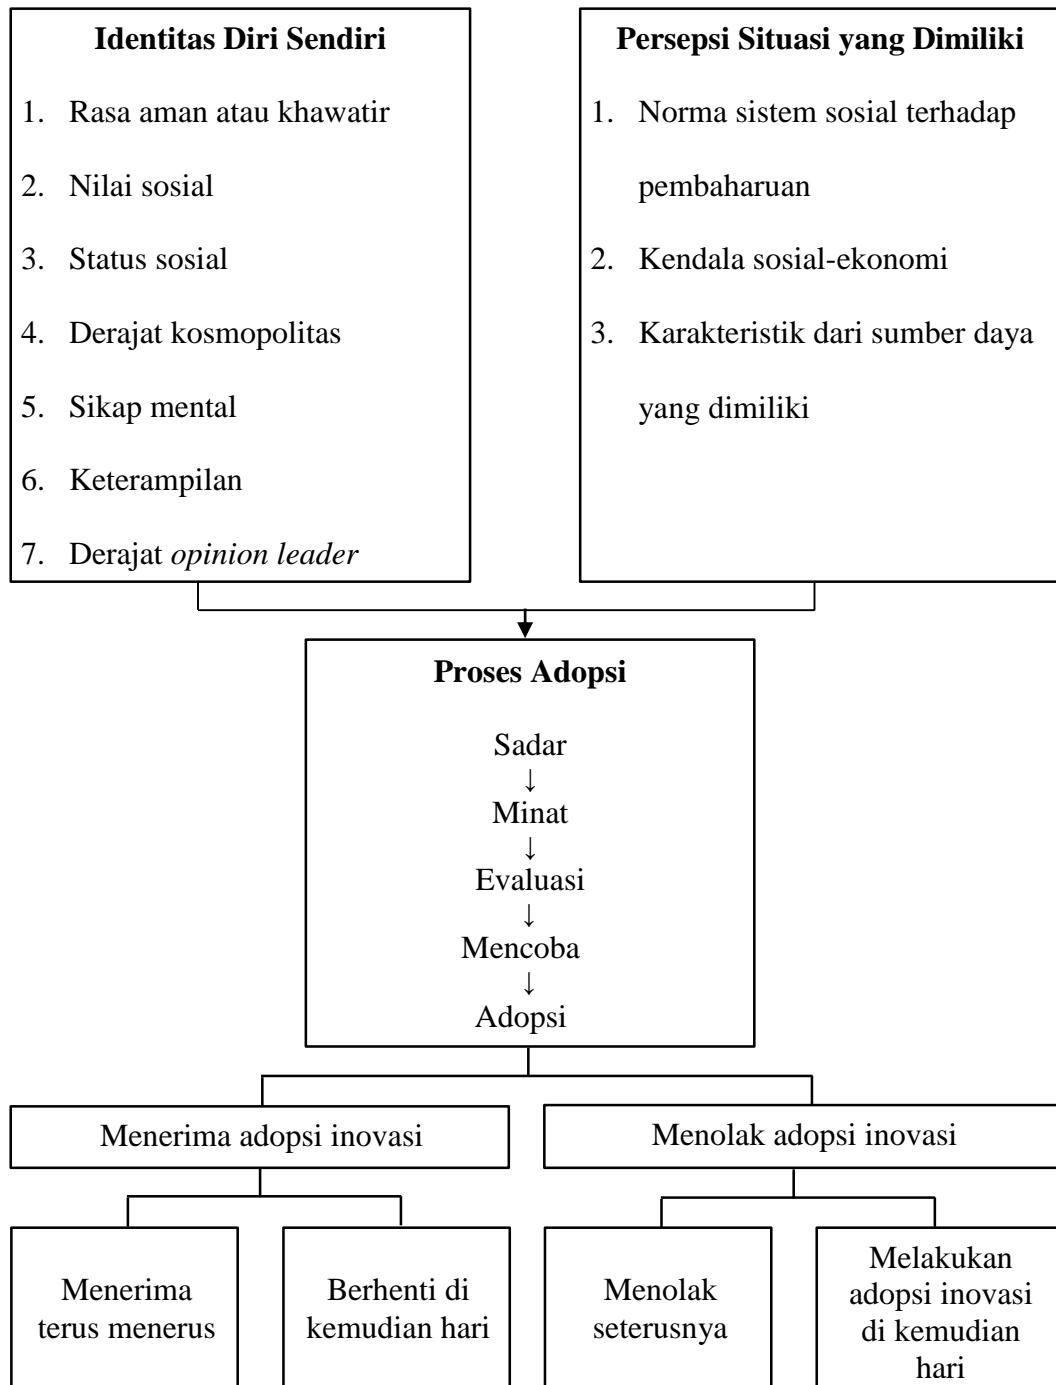 Identitas Diri Sendiri
1. Rasa aman atau khawatir
2. Nilai sosial
3. Status sosial
4. Derajat kosmopolitas
5. Sikap mental
6. Keterampilan
7. Derajat opinion leader
Persepsi Situasi yang Dimiliki
1. Norma sistem sosial terhadap
pembaharuan
2. Kendala sosial-ekonomi
3. Karakteristik dari sumber daya
yang dimiliki
Proses Adopsi
Sadar
↓
Minat
↓
Evaluasi
↓
Mencoba
↓
Adopsi
Menerima adopsi inovasi
Menolak adopsi inovasi
Menerima
terus menerus
Berhenti di
kemudian hari
Menolak
seterusnya
Melakukan
adopsi inovasi
di kemudian
hari